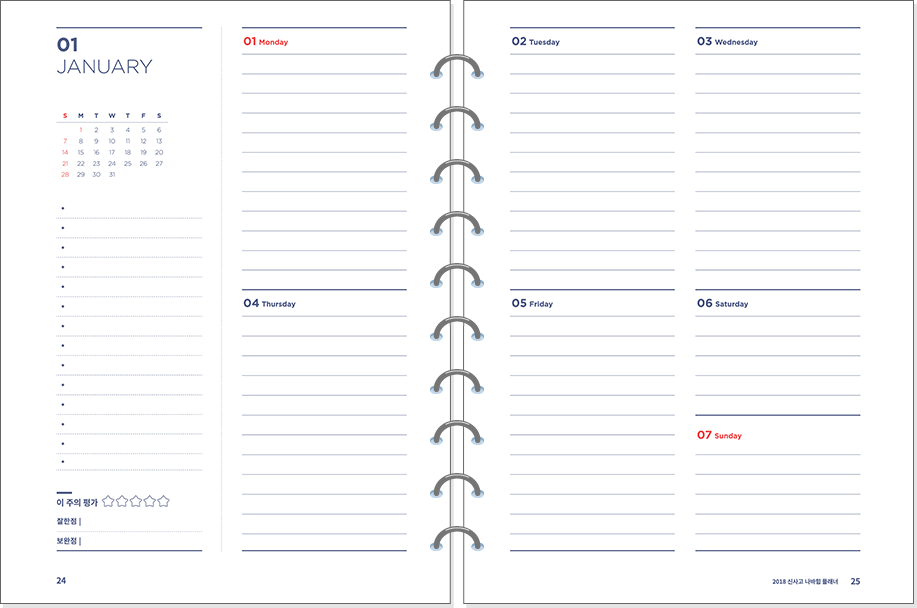 01
JANUARY
S M T W T F S
1 2 3 4 5 6
7 8 9 10 11 12 13
14 15 16 17 18 19 20
21 22 23 24 25 26 27
28 29 30 31
이 주의 평가
잘한점 |
보완점 |
24
01 Monday
04 Thursday
02 Tuesday
03 Wednesday
05 Friday
06 Saturday
07 Sunday
2018 신사고 나바힘 플래너 25